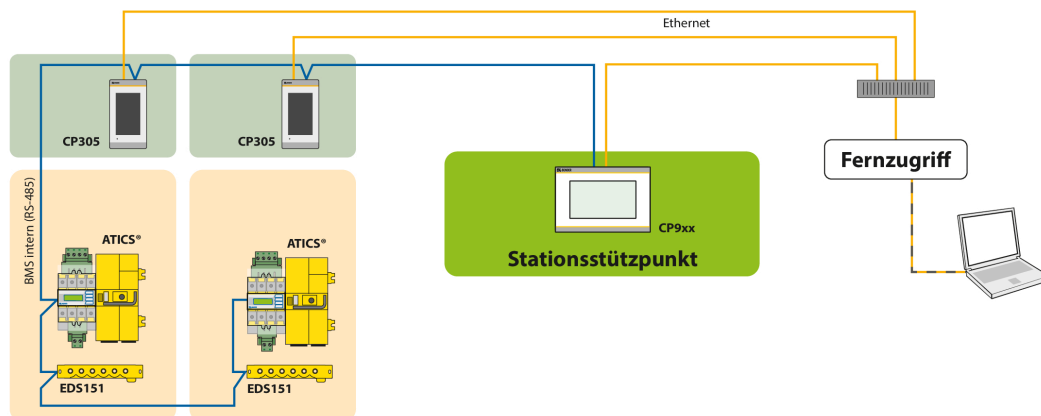 Ethernet
CP305
CP305
Fernzugriff
BMS intern (RS-485)
CP9xx
Stationsstützpunkt
ATICS®
ATICS®
EDS151
EDS151